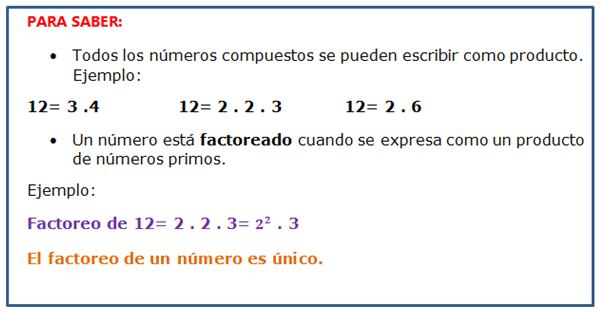 PARA SABER:
• Todos los números compuestos se pueden escribir como producto.
Ejemplo:
12= 3 .4 12= 2 . 2 . 3 12= 2 . 6
• Un número está factoreado cuando se expresa como un producto
de números primos.
Ejemplo:
Factoreo de 12= 2 . 2 . 3= 2² . 3
El factoreo de un número es único.